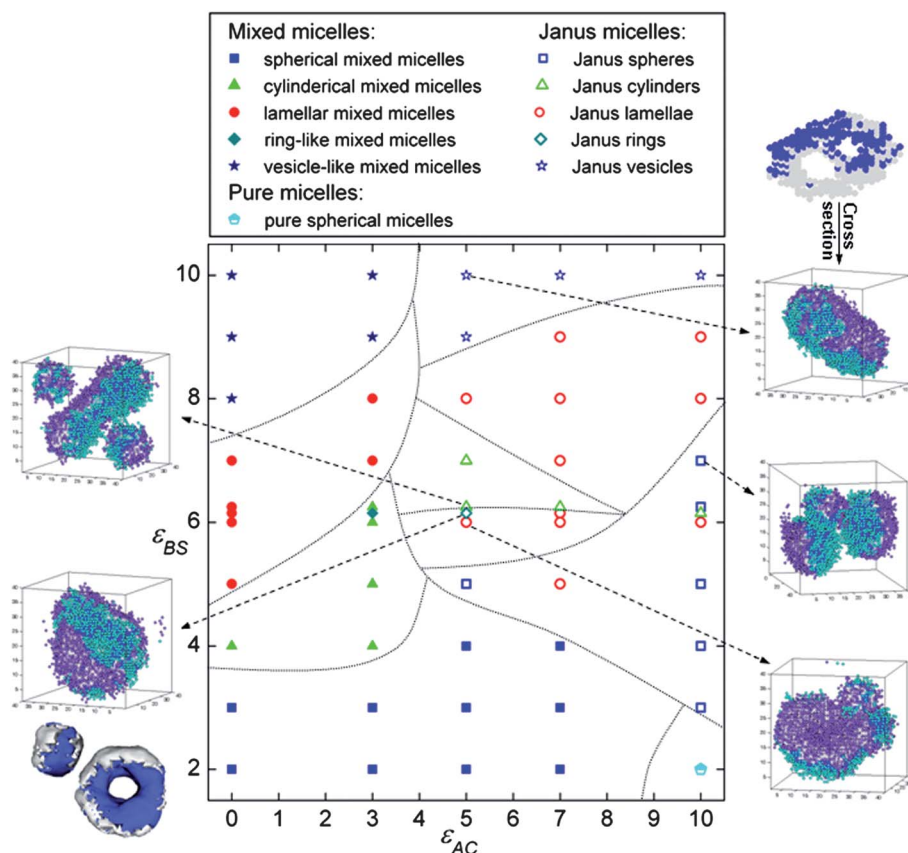 Mixed micelles:
spherical mixed micelles
cylinderical mixed micelles
lamellar mixed micelles
ring-like mixed micelles
vesicle-like mixed micelles
Pure micelles:
pure spherical micelles
Janus micelles:
Janus spheres
Janus cylinders
Janus lamellae
Janus rings
Janus vesicles
Cross
section
10
8
6
4
2
ε_BS
0 1 2 3 4 5 6 7 8 9 10
ε_AC